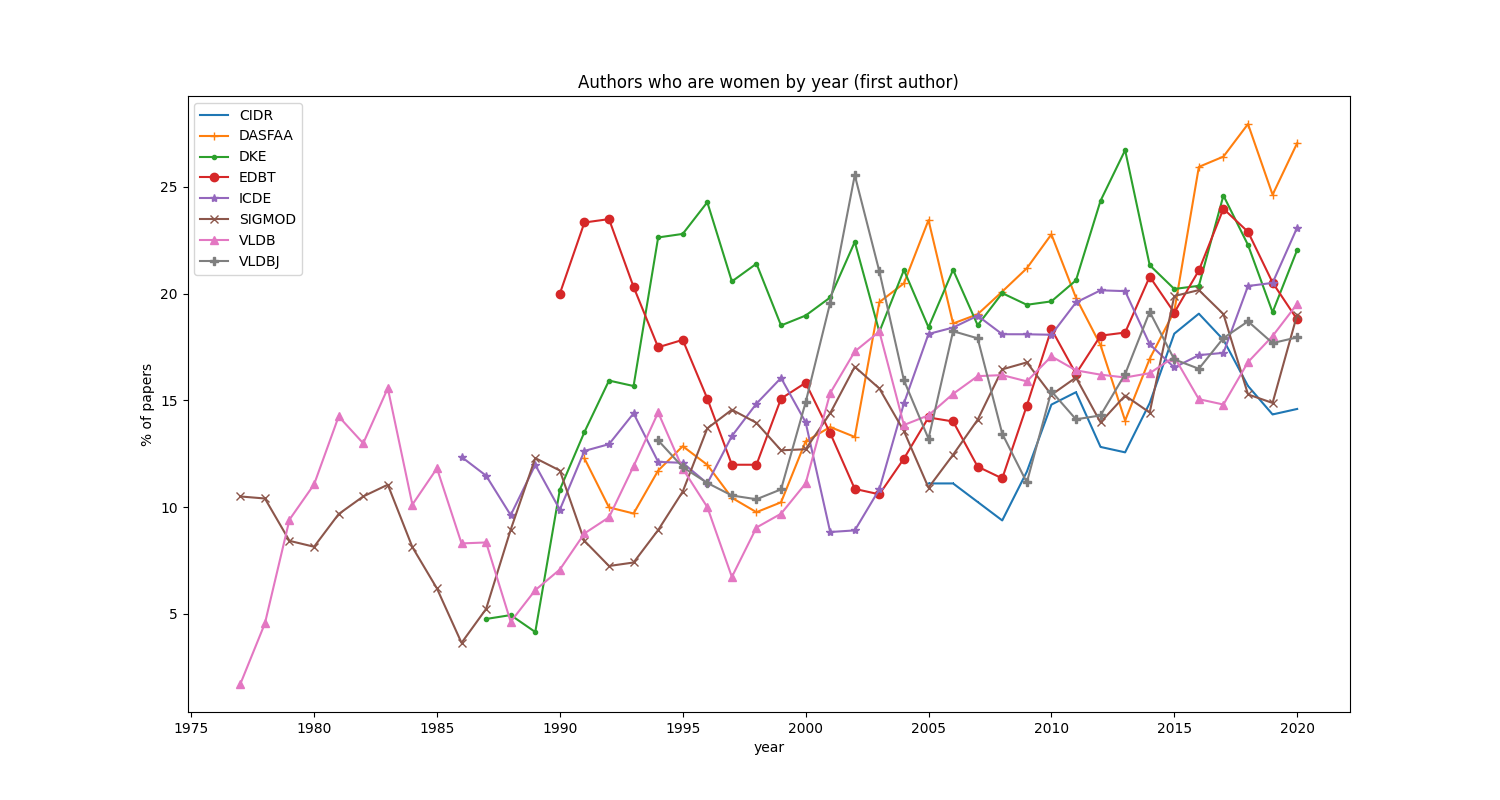 Authors who are women by year (first author)
CIDR
DASFAA
DKE
EDBT
ICDE
SIGMOD
VLDB
VLDBJ
% of papers
25
20
15
10
5
1975 1980 1985 1990 1995 2000 2005 2010 2015 2020
year